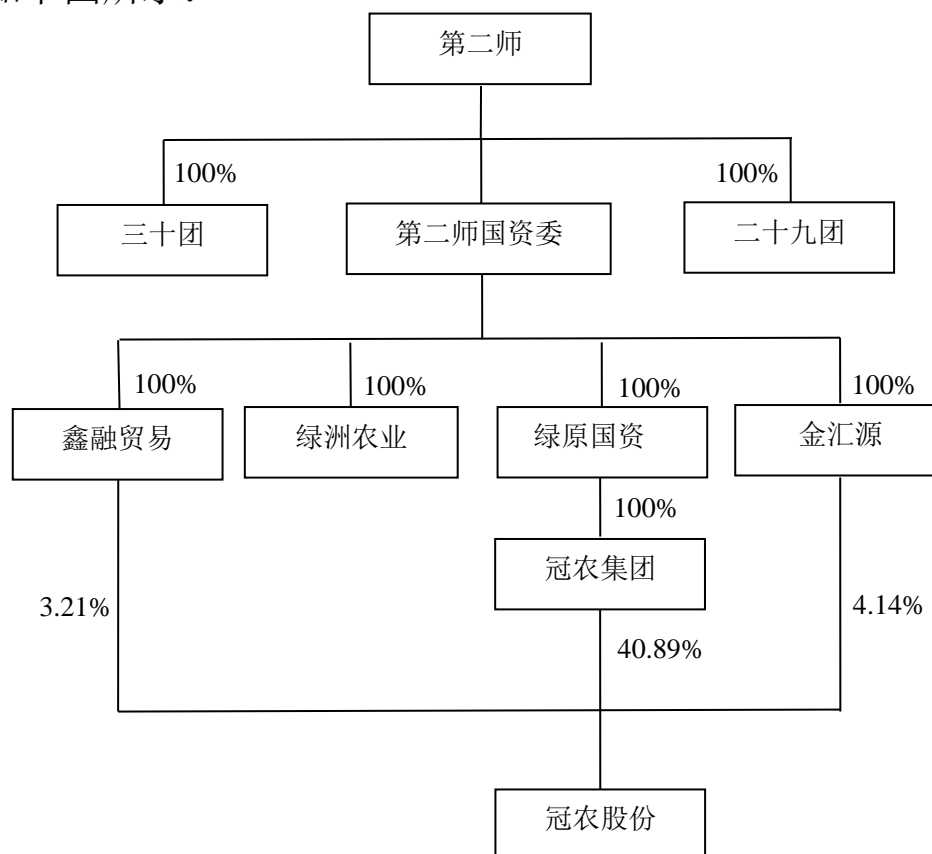 第二师
100%
100%
三十团
第二师国资委
二十九团
100%
100%
100%
100%
鑫融贸易
绿洲农业
绿原国资
金汇源
100%
冠农集团
3.21%
4.14%
40.89%
冠农股份